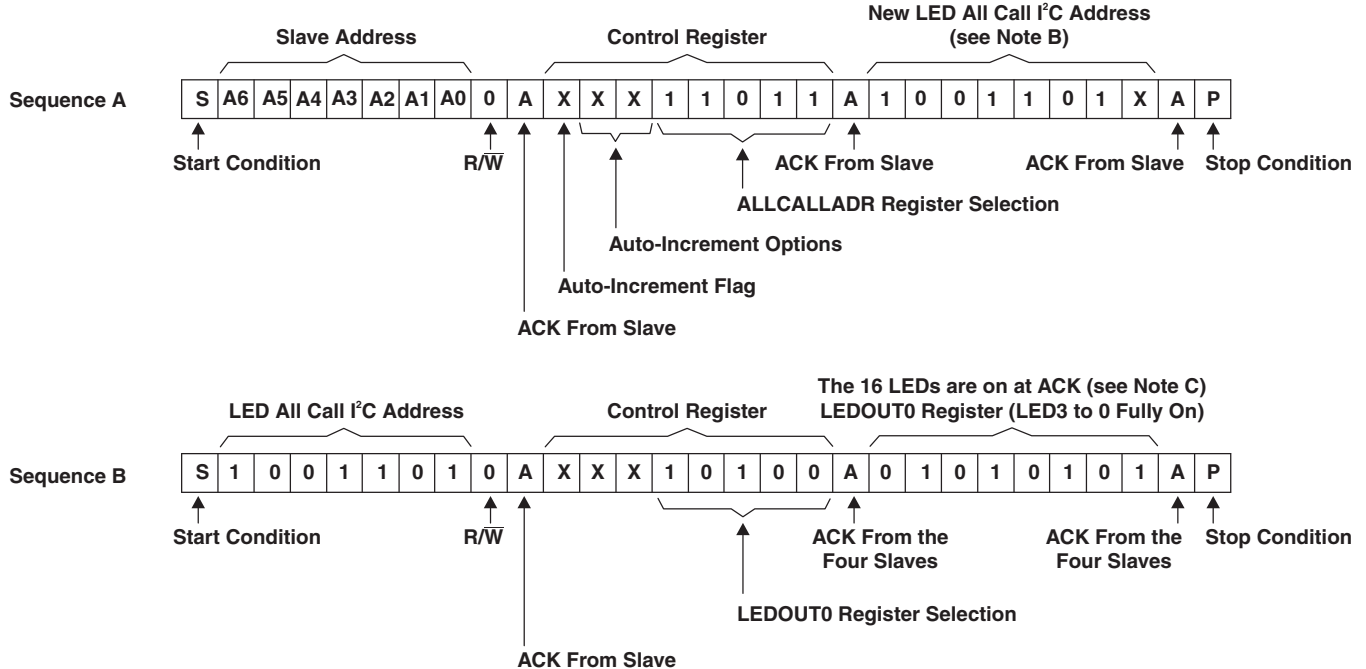 New LED All Call I²C Address
Slave Address Control Register (see Note B)
Sequence A S A6 A5 A4 A3 A2 A1 A0 0 A X X X 1 1 0 1 1 A 1 0 0 1 1 0 1 X A P
Start Condition R/W̅ ACK From Slave ACK From Slave Stop Condition
ALLCALLADR Register Selection
Auto-Increment Options
Auto-Increment Flag
ACK From Slave
The 16 LEDs are on at ACK (see Note C)
LED All Call I²C Address Control Register LEDOUT0 Register (LED3 to 0 Fully On)
Sequence B S 1 0 0 1 1 0 1 0 A X X X 1 0 1 0 0 A 0 1 0 1 0 1 0 1 A P
Start Condition R/W̅ ACK From the ACK From the Stop Condition
Four Slaves Four Slaves
LEDOUT0 Register Selection
ACK From Slave